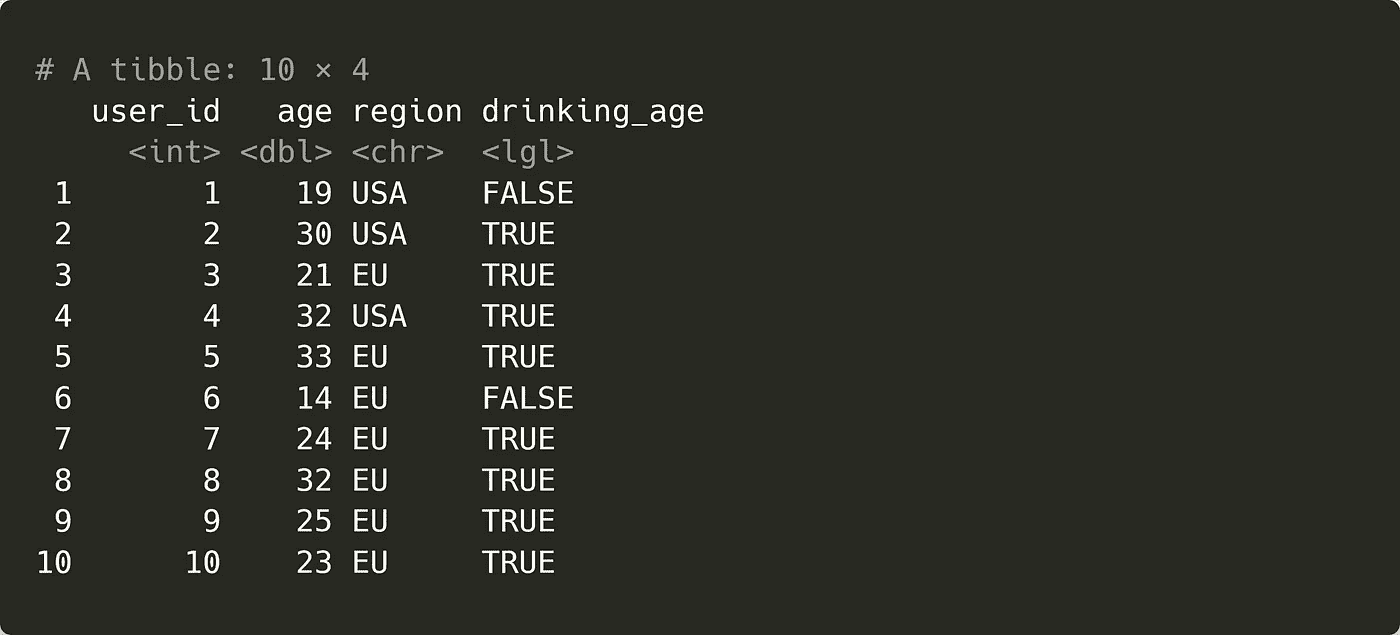 # A tibble: 10 × 4
   user_id   age region drinking_age
     <int> <dbl> <chr>  <lgl>
 1       1    19 USA    FALSE
 2       2    30 USA    TRUE
 3       3    21 EU     TRUE
 4       4    32 USA    TRUE
 5       5    33 EU     TRUE
 6       6    14 EU     FALSE
 7       7    24 EU     TRUE
 8       8    32 EU     TRUE
 9       9    25 EU     TRUE
10      10    23 EU     TRUE